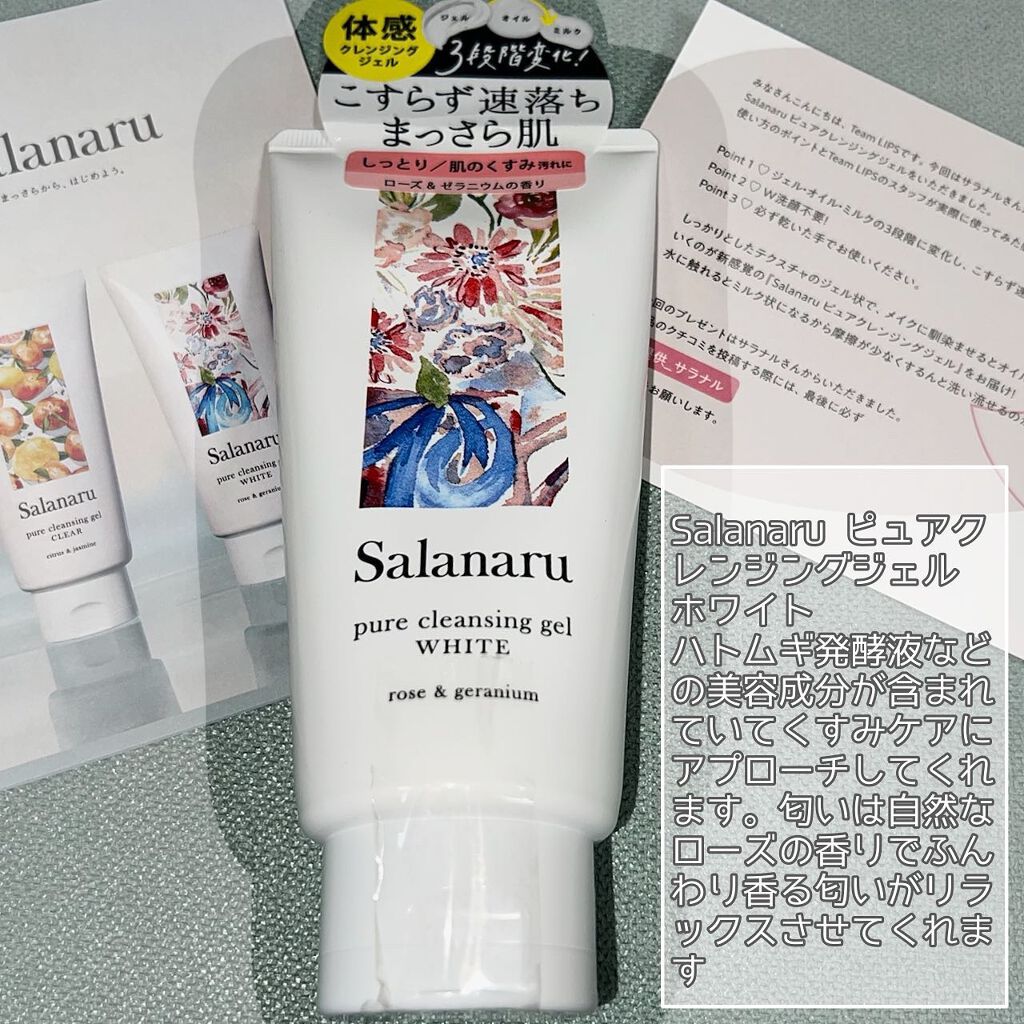 体感
クレンジング
ジェル
ジェル
オイル
ミルク
3段階変化!
こすらず速落ち
まっさら肌
しっとり/肌のくすみ汚れに
ローズ&ゼラニウムの香り
Salanaru
pure cleansing gel
WHITE
rose & geranium
alanaru
まっさらから、はじめよう。
Salanaru
pure cleansing gel
CLEAR
citrus & jasmine
Salanaru
pure cleansing
WHITE
rose & geranium
みなさんこんにちは、Team LIPSです。今回はサラナルさん
Salanaru ピュアクレンジングジェルをいただきました。
使い方のポイントとTeam LIPSのスタッフが実際に使ってみた
Point 1 ♡ ジェル・オイル・ミルクの3段階に変化し、こすらず速
Point 2 ♡ W洗顔不要!
Point 3 ♡ 必ず乾いた手でお使いください。
しっかりとしたテクスチャのジェル状で、メイクに馴染ませるとオイ
いくのが新感覚の『Salanaru ピュアクレンジングジェル』をお届け!
水に触れるとミルク状になるから摩擦が少なくするんと洗い流せるの
回のプレゼントはサラナルさんからいただきました。
のクチコミを投稿する際には、最後に必ず
供_サラナル
お願いします。
Salanaru ピュアク
レンジングジェル
ホワイト
ハトムギ発酵液など
の美容成分が含まれ
ていてくすみケアに
アプローチしてくれ
ます。匂いは自然な
ローズの香りでふん
わり香る匂いがリラ
ックスさせてくれま
す